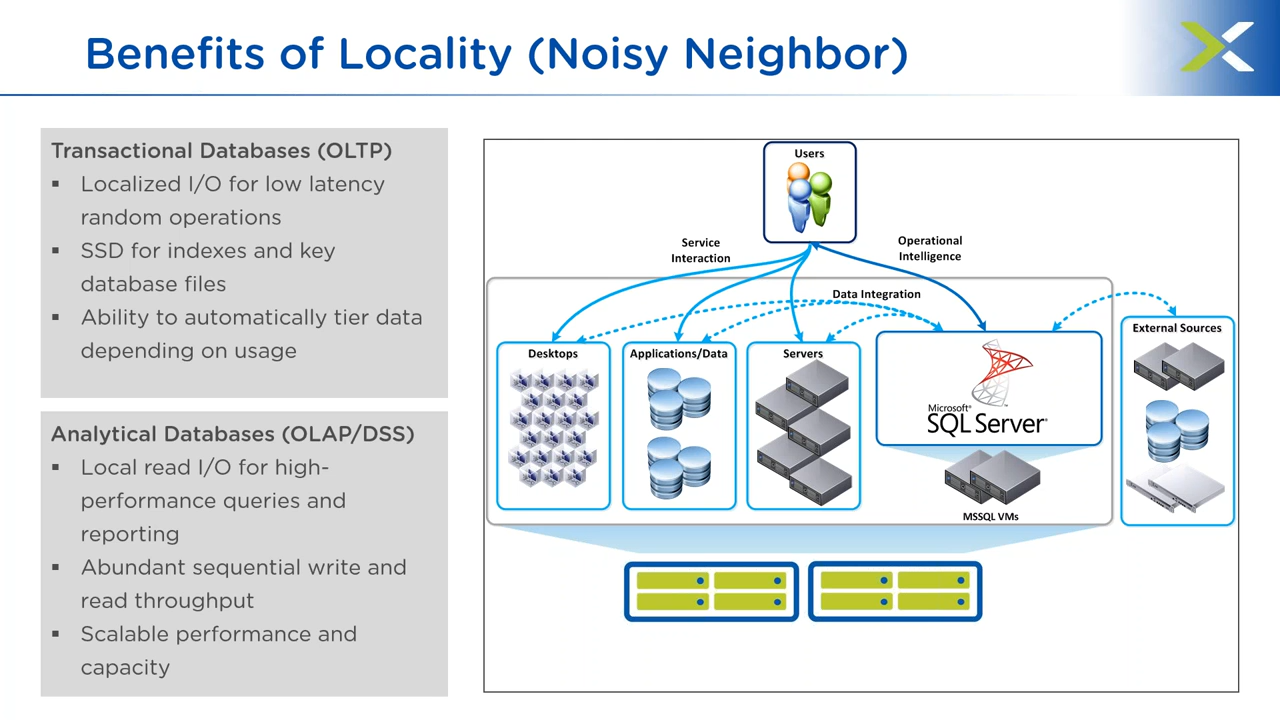 Benefits of Locality (Noisy Neighbor)
Transactional Databases (OLTP)
▪ Localized I/O for low latency
random operations
▪ SSD for indexes and key
database files
▪ Ability to automatically tier data
depending on usage
Analytical Databases (OLAP/DSS)
▪ Local read I/O for high-
performance queries and
reporting
▪ Abundant sequential write and
read throughput
▪ Scalable performance and
capacity
Users
Service
Interaction
Operational
Intelligence
Data Integration
Desktops
Applications/Data
Servers
Microsoft®
SQL Server®
MSSQL VMs
External Sources